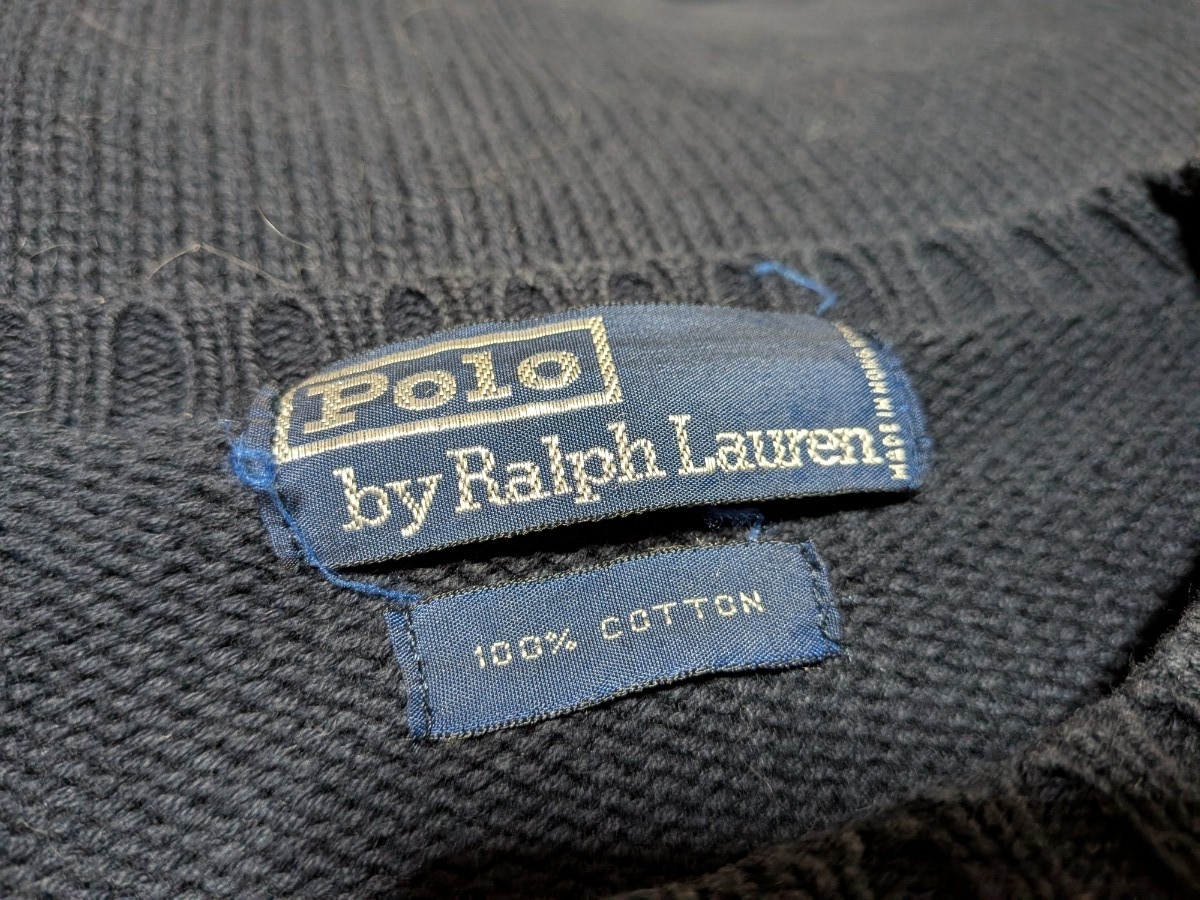 Polo
by Ralph Lauren
MADE IN
100% COTTON